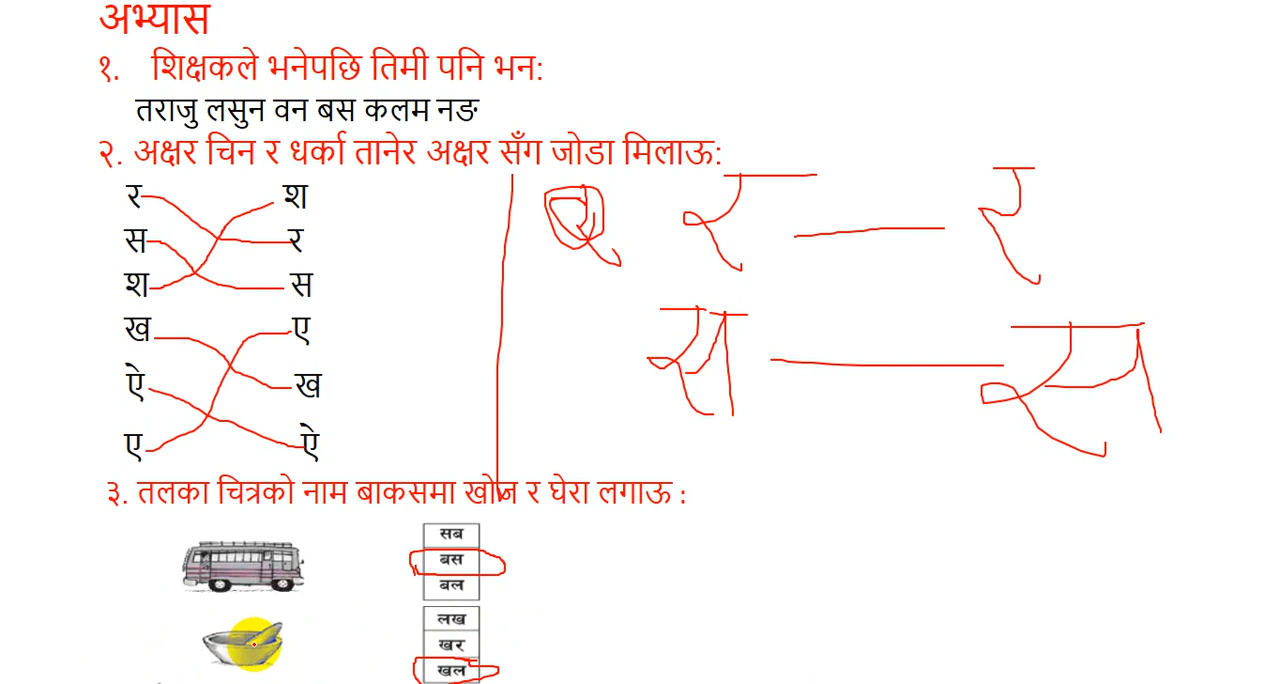 अभ्यास
१. शिक्षकले भनेपछि तिमी पनि भन:
तराजु लसुन वन बस कलम नङ
२. अक्षर चिन र धर्का तानेर अक्षर सँग जोडा मिलाऊ:
र श
स र
श स
ख ए
ऐ ख
ए ऐ
र र
स स
३. तलका चित्रको नाम बाकसमा खोज र घेरा लगाऊ :
सब
बस
बल
लख
खर
खल